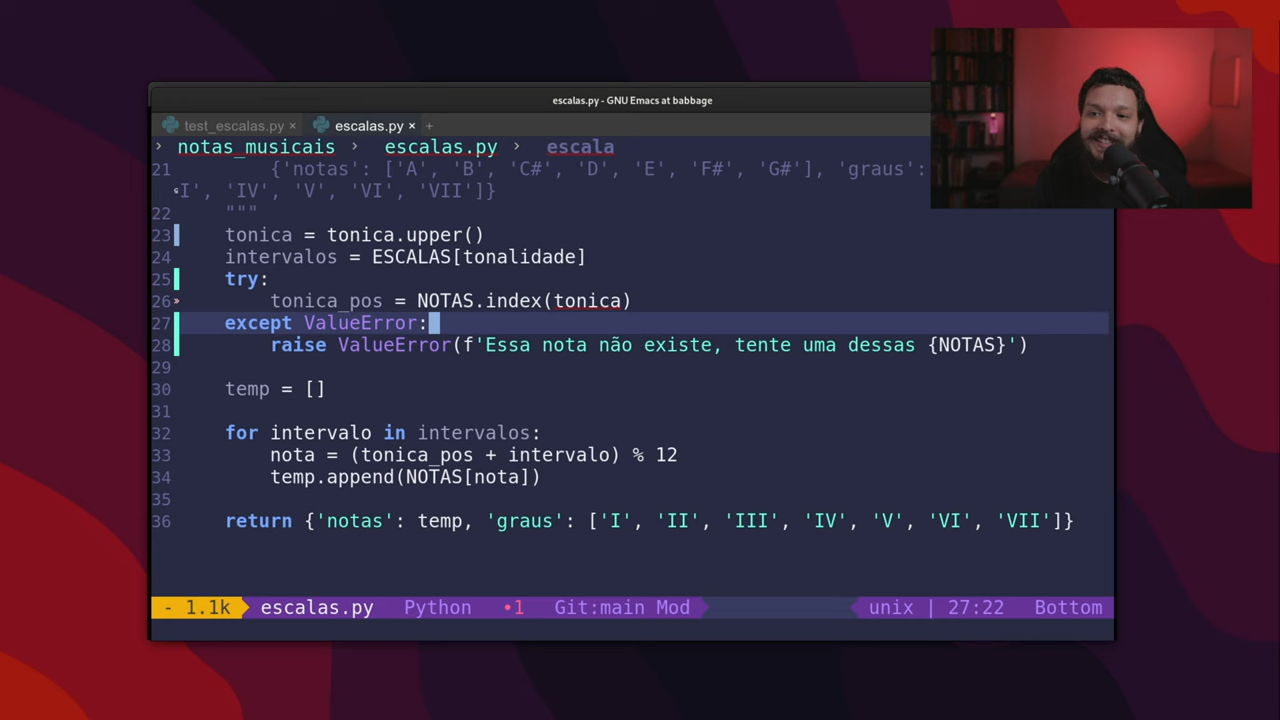 escalas.py - GNU Emacs at babbage
test_escalas.py × escalas.py × +
› notas_musicais › escalas.py › escala
21 {'notas': ['A', 'B', 'C#', 'D', 'E', 'F#', 'G#'], 'graus':
I', 'IV', 'V', 'VI', 'VII']}
22 """
23 tonica = tonica.upper()
24 intervalos = ESCALAS[tonalidade]
25 try:
26 » tonica_pos = NOTAS.index(tonica)
27 except ValueError:
28 raise ValueError(f'Essa nota não existe, tente uma dessas {NOTAS}')
29
30 temp = []
31
32 for intervalo in intervalos:
33 nota = (tonica_pos + intervalo) % 12
34 temp.append(NOTAS[nota])
35
36 return {'notas': temp, 'graus': ['I', 'II', 'III', 'IV', 'V', 'VI', 'VII']}
- 1.1k escalas.py Python •1 Git:main Mod unix | 27:22 Bottom